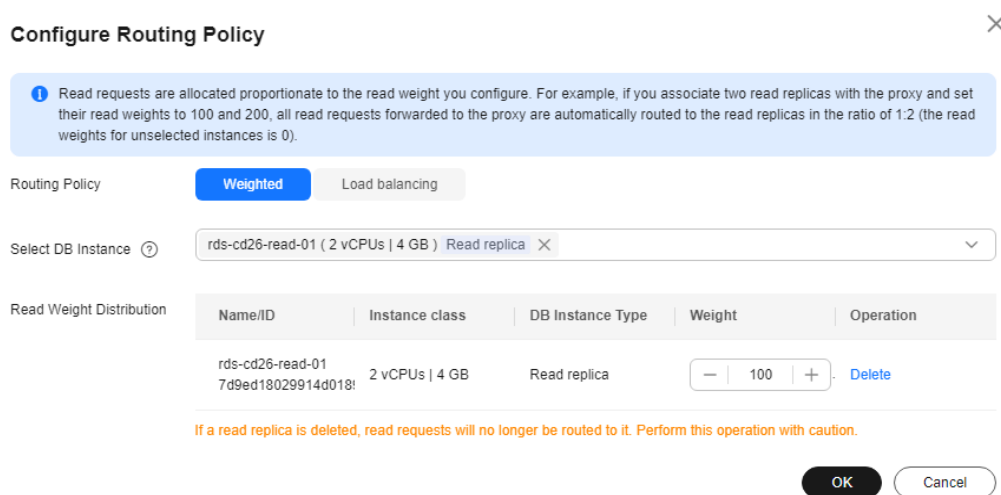 Configure Routing Policy
Read requests are allocated proportionate to the read weight you configure. For example, if you associate two read replicas with the proxy and set
their read weights to 100 and 200, all read requests forwarded to the proxy are automatically routed to the read replicas in the ratio of 1:2 (the read
weights for unselected instances is 0).
Routing Policy Weighted Load balancing
Select DB Instance rds-cd26-read-01 ( 2 vCPUs | 4 GB ) Read replica
Read Weight Distribution
Name/ID Instance class DB Instance Type Weight Operation
rds-cd26-read-01
2 vCPUs | 4 GB Read replica 100 Delete
If a read replica is deleted, read requests will no longer be routed to it. Perform this operation with caution.
OK Cancel